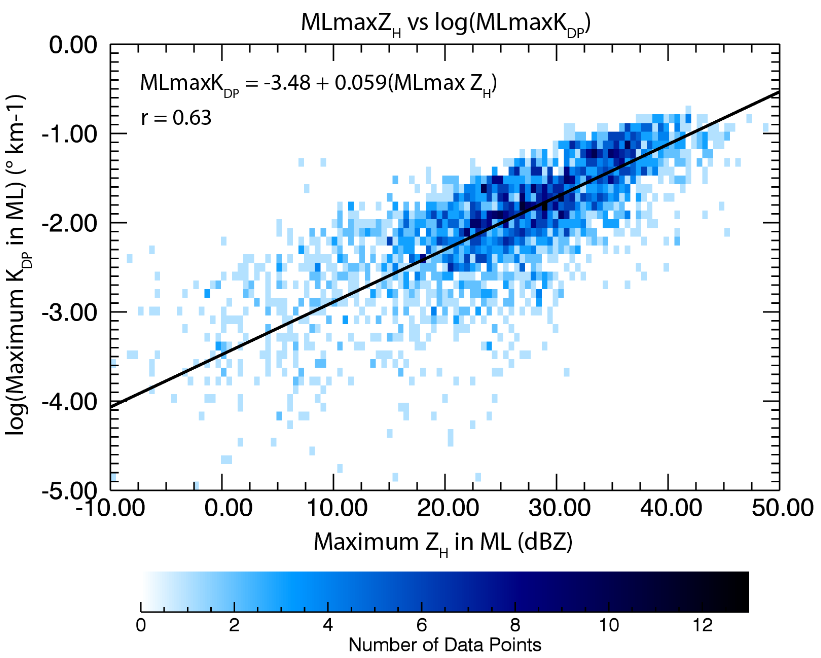 MLmaxZH vs log(MLmaxKDP)
MLmaxKDP = -3.48 + 0.059(MLmax ZH)
r = 0.63
log(Maximum KDP in ML) (° km-1)
0.00
-1.00
-2.00
-3.00
-4.00
-5.00
-10.00 0.00 10.00 20.00 30.00 40.00 50.00
Maximum ZH in ML (dBZ)
0 2 4 6 8 10 12
Number of Data Points